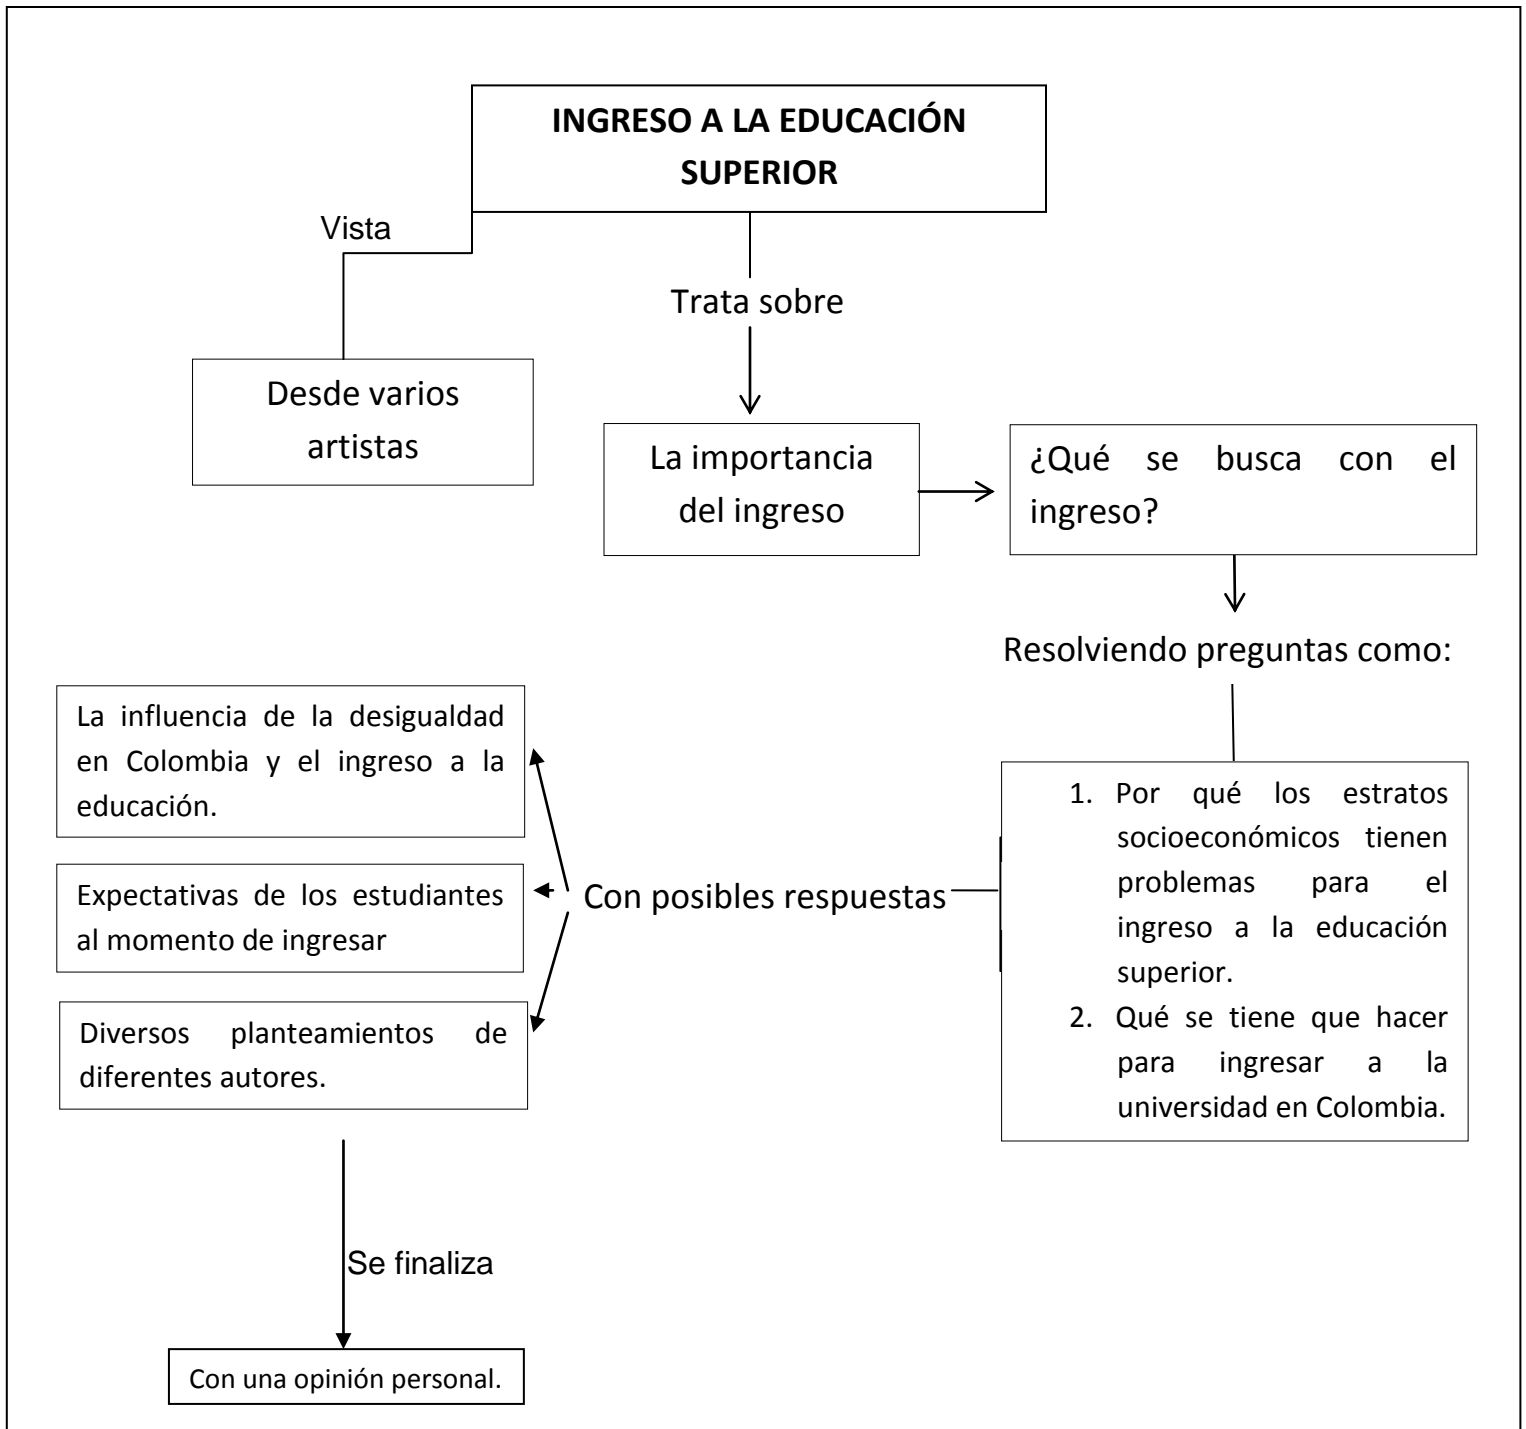 INGRESO A LA EDUCACIÓN
SUPERIOR
Vista
Trata sobre
Desde varios
artistas
La importancia
del ingreso
¿Qué se busca con el
ingreso?
Resolviendo preguntas como:
1. Por qué los estratos
socioeconómicos tienen
problemas para el
ingreso a la educación
superior.
2. Qué se tiene que hacer
para ingresar a la
universidad en Colombia.
Con posibles respuestas
La influencia de la desigualdad
en Colombia y el ingreso a la
educación.
Expectativas de los estudiantes
al momento de ingresar
Diversos planteamientos de
diferentes autores.
Se finaliza
Con una opinión personal.